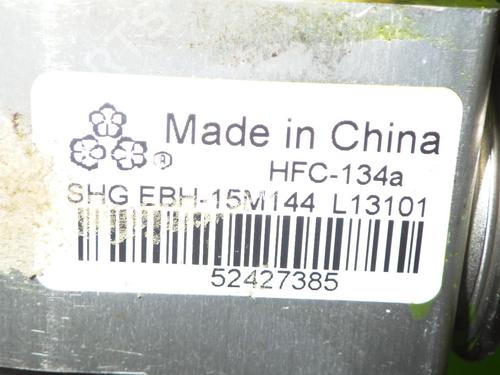 Made in China
HFC-134a
SHG EBH-15M144 L13101
52427385